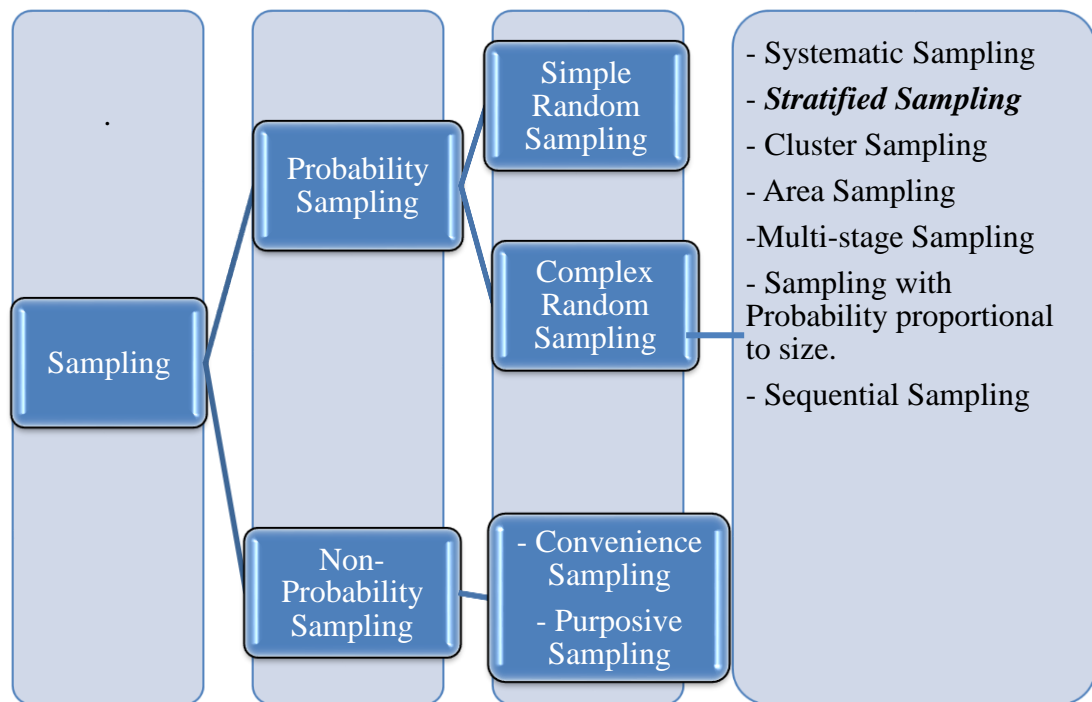 .
Sampling
Probability
Sampling
Non-
Probability
Sampling
Simple
Random
Sampling
Complex
Random
Sampling
- Convenience
Sampling
- Purposive
Sampling
- Systematic Sampling
- Stratified Sampling
- Cluster Sampling
- Area Sampling
-Multi-stage Sampling
- Sampling with
Probability proportional
to size.
- Sequential Sampling